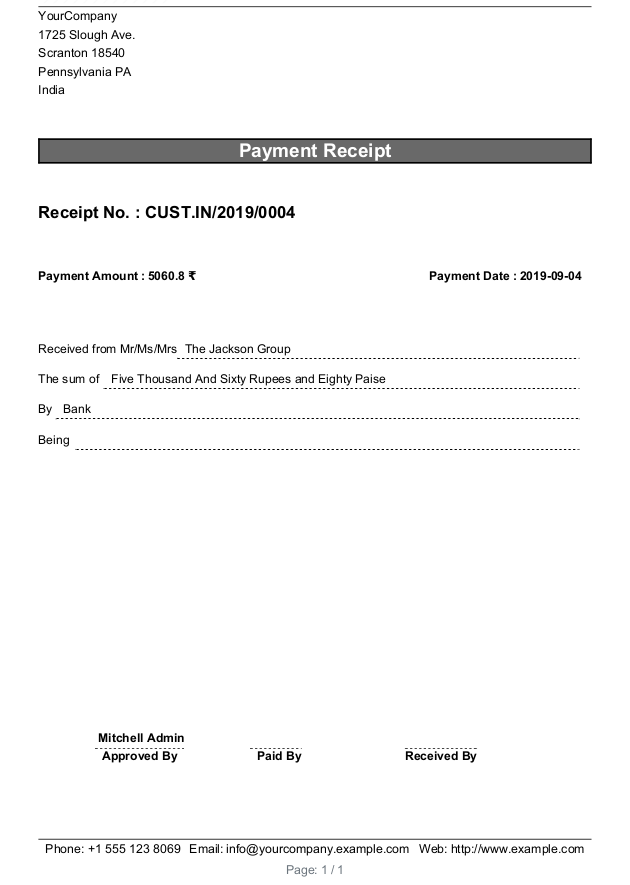 YourCompany
1725 Slough Ave.
Scranton 18540
Pennsylvania PA
India
Payment Receipt
Receipt No. : CUST.IN/2019/0004
Payment Amount : 5060.8 ₹ Payment Date : 2019-09-04
Received from Mr/Ms/Mrs The Jackson Group
The sum of Five Thousand And Sixty Rupees and Eighty Paise
By Bank
Being
Mitchell Admin
Approved By Paid By Received By
Phone: +1 555 123 8069 Email: info@yourcompany.example.com Web: http://www.example.com
Page: 1 / 1